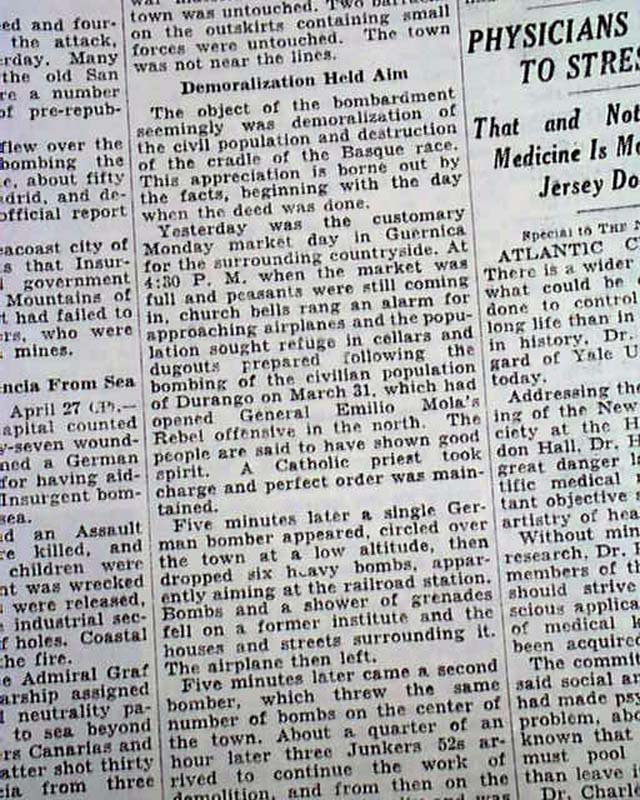 ed and four-
the attack,
rday. Many
the old San
re a number
of pre-repub-
flew over the
bombing the
e, about fifty
adrid, and de-
official report
eacoast city of
s that Insur-
government
Mountains of
t had failed to
ers, who were
mines.
ncia From Sea
April 27 (P).—
apital counted
y-seven wound-
ned a German
for having aid-
Insurgent bom-
sea.
d an Assault
re killed, and
children were
nt was wrecked
were released,
e industrial sec-
f holes. Coastal
the fire.
e Admiral Graf
arship assigned
l neutrality pa-
to sea beyond
rs Canarias and
atter shot thirty
cia from three
town was untouched. Two
on the outskirts containing small
forces were untouched. The town
was not near the lines.
Demoralization Held Aim
The object of the bombardment
seemingly was demoralization of
the civil population and destruction
of the cradle of the Basque race.
This appreciation is borne out by
the facts, beginning with the day
when the deed was done.
Yesterday was the customary
Monday market day in Guernica
for the surrounding countryside. At
4:30 P. M. when the market was
full and peasants were still coming
in, church bells rang an alarm for
approaching airplanes and the popu-
lation sought refuge in cellars and
dugouts prepared following the
bombing of the civilian population
of Durango on March 31, which had
opened General Emilio Mola's
Rebel offensive in the north. The
people are said to have shown good
spirit. A Catholic priest took
charge and perfect order was main-
tained.
Five minutes later a single Ger-
man bomber appeared, circled over
the town at a low altitude, then
dropped six heavy bombs, appar-
ently aiming at the railroad station.
Bombs and a shower of grenades
fell on a former institute and the
houses and streets surrounding it.
The airplane then left.
Five minutes later came a second
bomber, which threw the same
number of bombs on the center of
the town. About a quarter of an
hour later three Junkers 52s ar-
rived to continue the work of
demolition, and from then on the
PHYSICIANS
TO STRES
That and Not
Medicine Is Mo
Jersey Do
Special to THE N
ATLANTIC C
There is a wider
what could be
done to control
long life than in
in history, Dr.
gard of Yale U
today.
Addressing the
ing of the New
ciety at the H
don Hall, Dr. H
great danger la
tific medical
tant objective
artistry of hea
Without min
research, Dr.
members of th
should strive
scious applica
of medical k
been acquired
The commit
said social an
had made psy
problem, abo
known that
must pool
than leave i
Dr. Charl